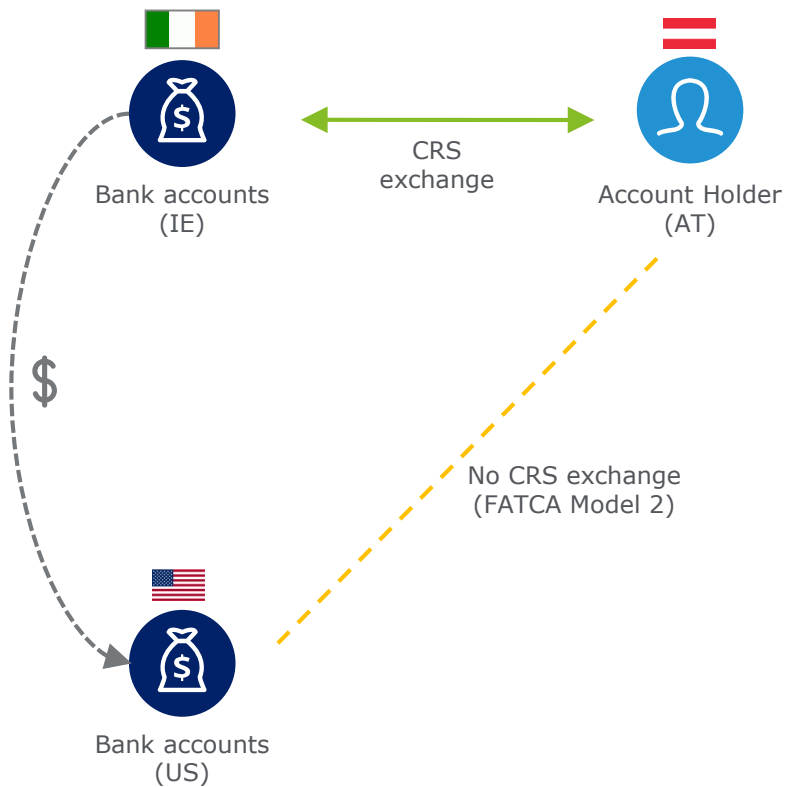 Bank accounts
(IE)
CRS
exchange
Account Holder
(AT)
$
No CRS exchange
(FATCA Model 2)
Bank accounts
(US)